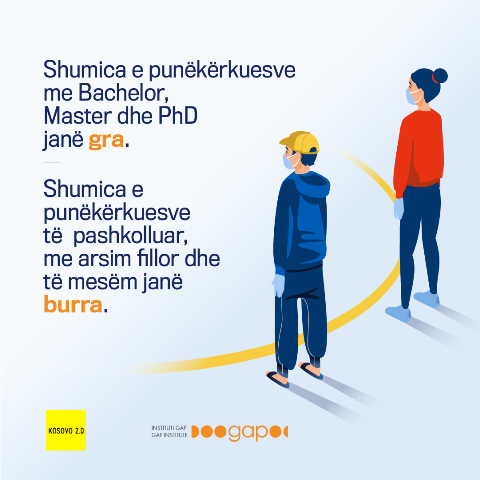 Shumica e punëkërkuesve
me Bachelor,
Master dhe PhD
janë gra.
Shumica e
punëkërkuesve
të pashkolluar,
me arsim fillor dhe
të mesëm janë
burra.
KOSOVO 2.0
INSTITUTI GAP
GAP INSTITUTE
gap